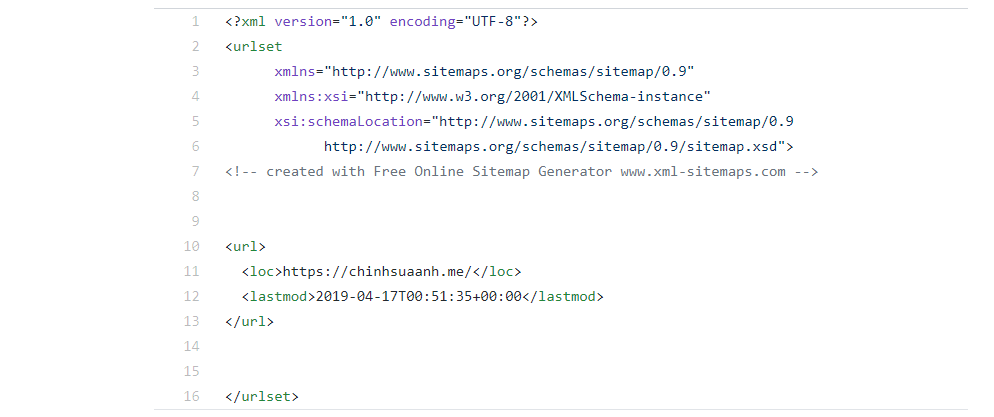 1 <?xml version="1.0" encoding="UTF-8"?>
2 <urlset
3 xmlns="http://www.sitemaps.org/schemas/sitemap/0.9"
4 xmlns:xsi="http://www.w3.org/2001/XMLSchema-instance"
5 xsi:schemaLocation="http://www.sitemaps.org/schemas/sitemap/0.9
6 http://www.sitemaps.org/schemas/sitemap/0.9/sitemap.xsd">
7 <!-- created with Free Online Sitemap Generator www.xml-sitemaps.com -->
8
9
10 <url>
11 <loc>https://chinhsuaanh.me/</loc>
12 <lastmod>2019-04-17T00:51:35+00:00</lastmod>
13 </url>
14
15
16 </urlset>